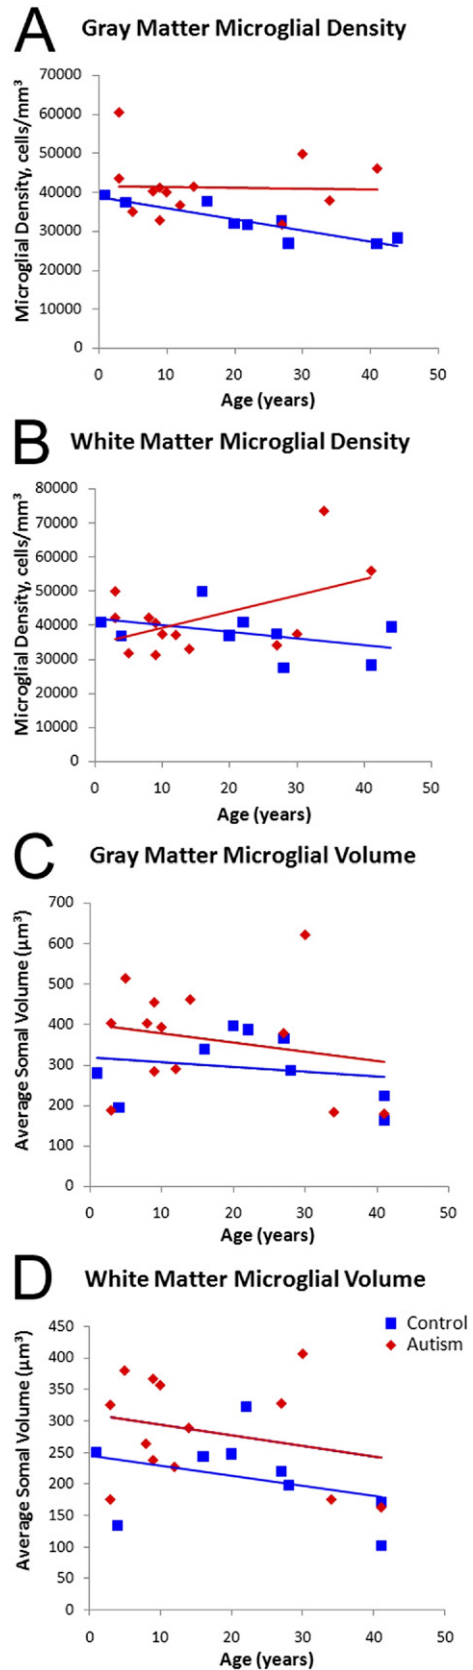 A
Gray Matter Microglial Density
Microglial Density, cells/mm³
70000
60000
50000
40000
30000
20000
10000
0
0 10 20 30 40 50
Age (years)
B
White Matter Microglial Density
Microglial Density, cells/mm³
80000
70000
60000
50000
40000
30000
20000
10000
0
0 10 20 30 40 50
Age (years)
C
Gray Matter Microglial Volume
Average Somal Volume (µm³)
700
600
500
400
300
200
100
0
0 10 20 30 40 50
Age (years)
D
White Matter Microglial Volume
Average Somal Volume (µm³)
450
400
350
300
250
200
150
100
50
0
0 10 20 30 40 50
Age (years)
Control
Autism